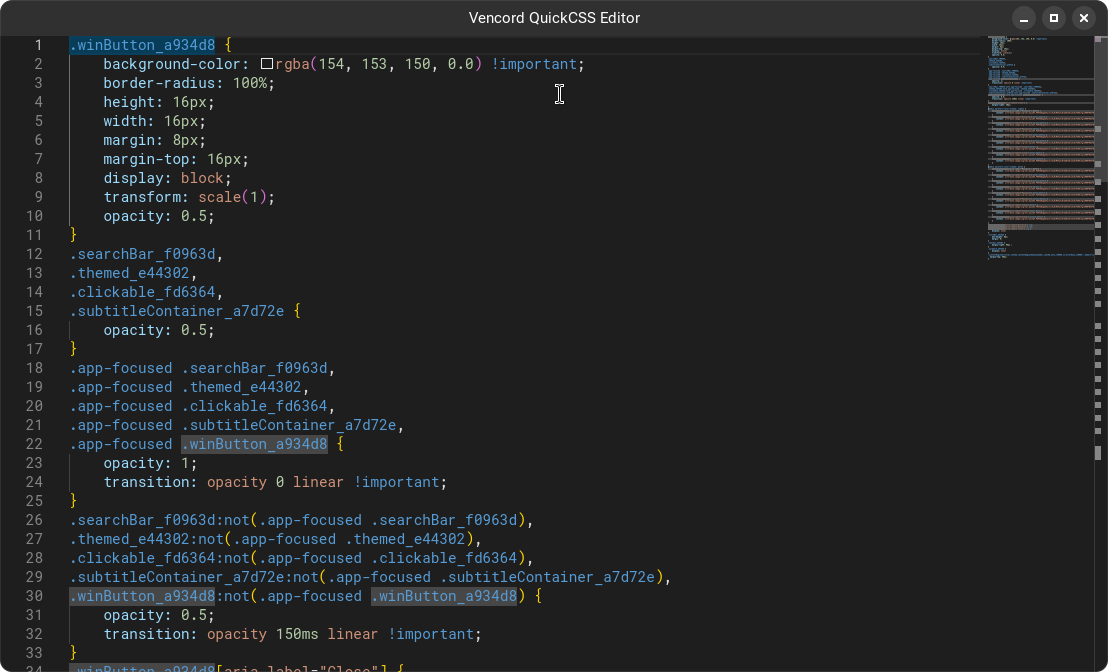 Vencord QuickCSS Editor
1 .winButton_a934d8 {
2     background-color: rgba(154, 153, 150, 0.0) !important;
3     border-radius: 100%;
4     height: 16px;
5     width: 16px;
6     margin: 8px;
7     margin-top: 16px;
8     display: block;
9     transform: scale(1);
10     opacity: 0.5;
11 }
12 .searchBar_f0963d,
13 .themed_e44302,
14 .clickable_fd6364,
15 .subtitleContainer_a7d72e {
16     opacity: 0.5;
17 }
18 .app-focused .searchBar_f0963d,
19 .app-focused .themed_e44302,
20 .app-focused .clickable_fd6364,
21 .app-focused .subtitleContainer_a7d72e,
22 .app-focused .winButton_a934d8 {
23     opacity: 1;
24     transition: opacity 0 linear !important;
25 }
26 .searchBar_f0963d:not(.app-focused .searchBar_f0963d),
27 .themed_e44302:not(.app-focused .themed_e44302),
28 .clickable_fd6364:not(.app-focused .clickable_fd6364),
29 .subtitleContainer_a7d72e:not(.app-focused .subtitleContainer_a7d72e),
30 .winButton_a934d8:not(.app-focused .winButton_a934d8) {
31     opacity: 0.5;
32     transition: opacity 150ms linear !important;
33 }
34 .winButton_a934d8[aria-label="Close"] {